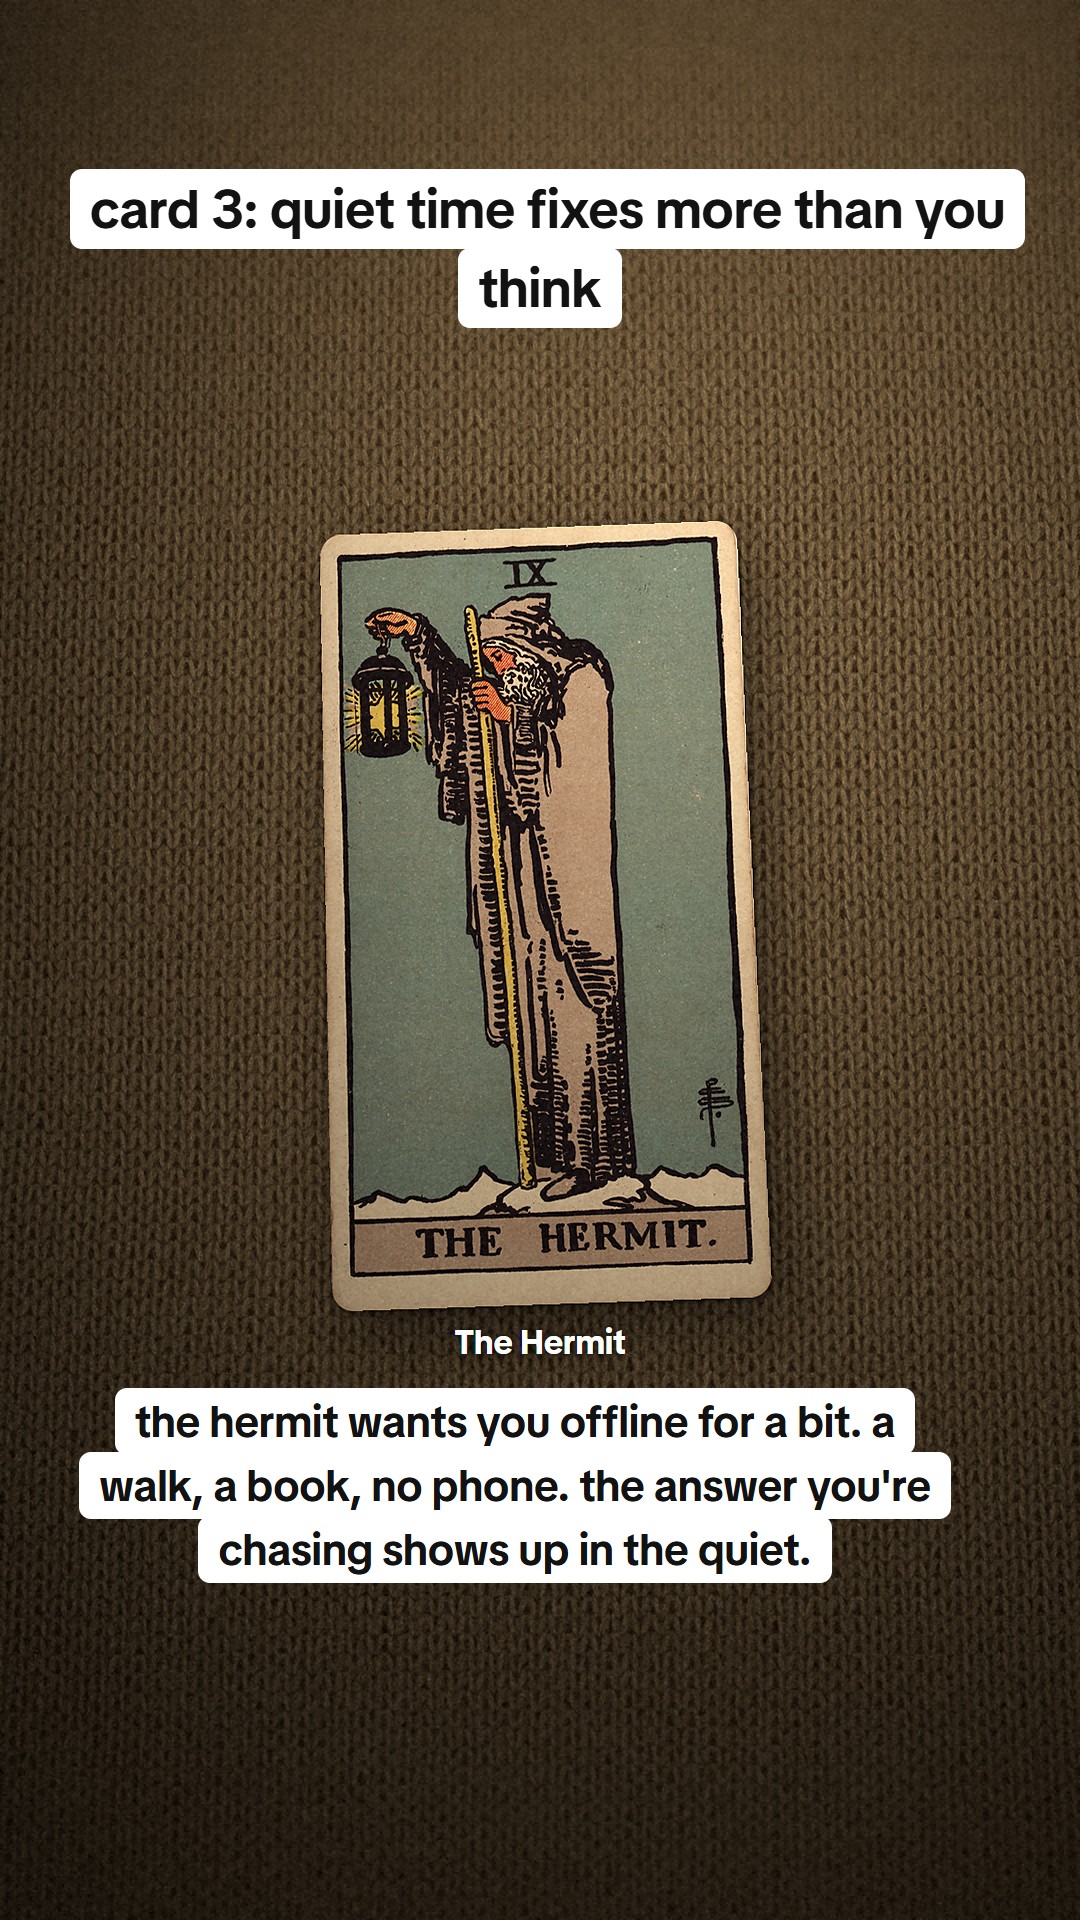 card 3: quiet time fixes more than you
think
IX
THE HERMIT.
The Hermit
the hermit wants you offline for a bit. a
walk, a book, no phone. the answer you're
chasing shows up in the quiet.